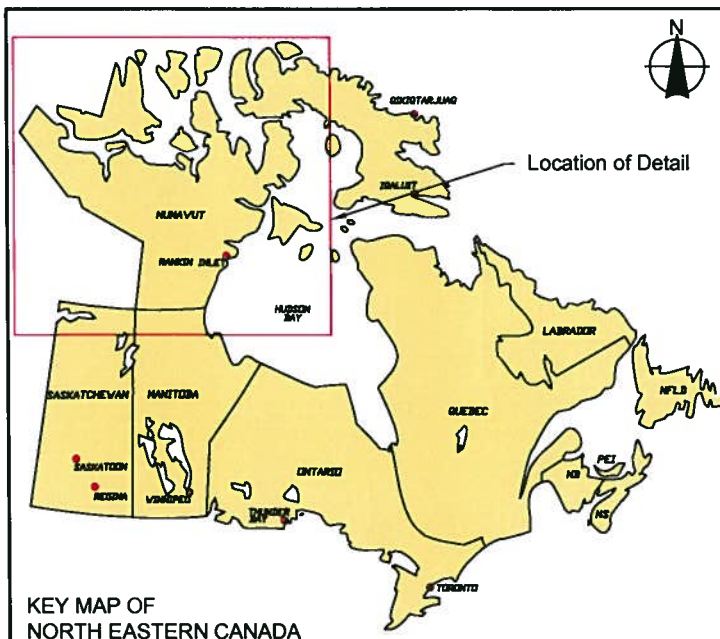 N
QIKIQTARJUAQ
Location of Detail
IQALUIT
NUNAVUT
RANKIN INLET
HUDSON
BAY
LABRADOR
SASKATCHEWAN
MANITOBA
NFLD
QUEBEC
PEI
SASKATOON
ONTARIO
NB
REGINA
WINNIPEG
THUNDER
BAY
NS
TORONTO
KEY MAP OF
NORTH EASTERN CANADA